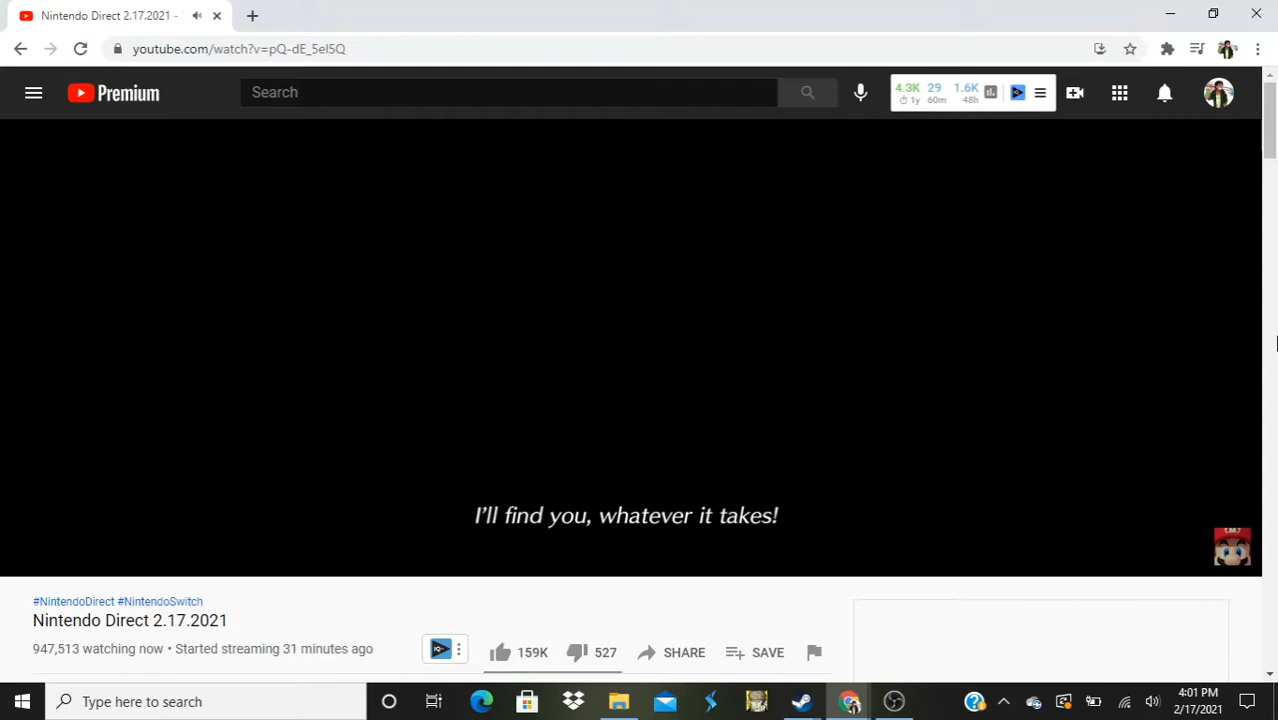 Nintendo Direct 2.17.2021 -
youtube.com/watch?v=pQ-dE_5el5Q
Premium
Search
4.3K 29 1.6K
1y 60m 48h
I'll find you, whatever it takes!
#NintendoDirect #NintendoSwitch
Nintendo Direct 2.17.2021
947,513 watching now • Started streaming 31 minutes ago
159K 527 SHARE SAVE
Type here to search
4:01 PM
2/17/2021